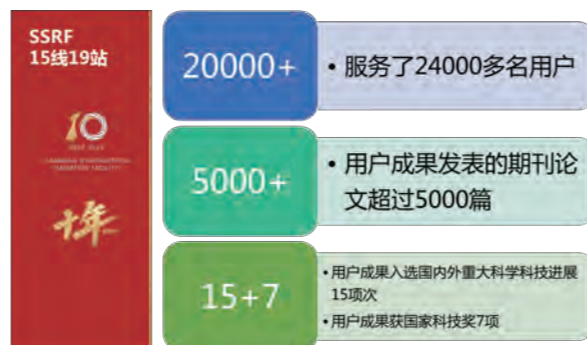 SSRF
15线19站
10
十年
20000+
• 服务了24000多名用户
5000+
• 用户成果发表的期刊论
文超过5000篇
15+7
• 用户成果入选国内外重大科学科技进展
15项次
• 用户成果获国家科技奖7项